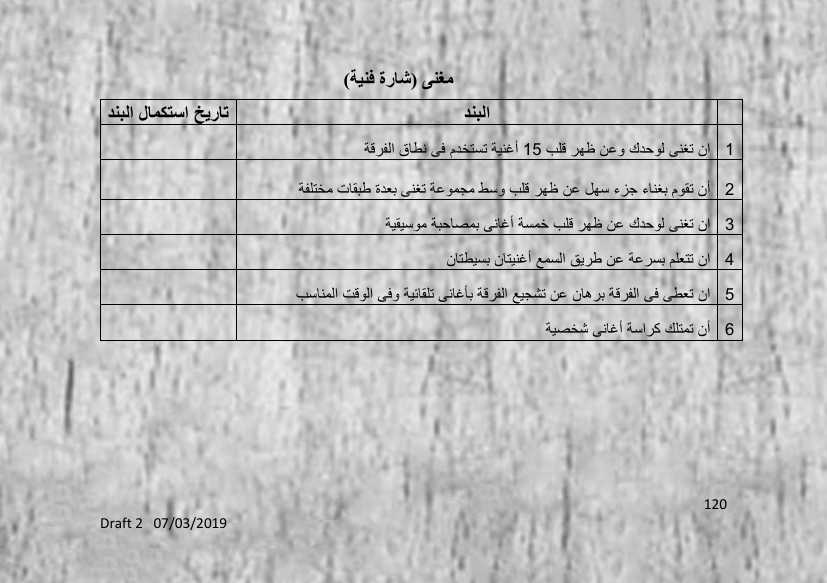 مغنى (شارة فنية)
البند تاريخ استكمال البند
1 ان تغنى لوحدك وعن ظهر قلب 15 أغنية تستخدم فى نطاق الفرقة
2 أن تقوم بغناء جزء سهل عن ظهر قلب وسط مجموعة تغنى بعدة طبقات مختلفة
3 ان تغنى لوحدك عن ظهر قلب خمسة أغانى بمصاحبة موسيقية
4 ان تتعلم بسرعة عن طريق السمع أغنيتان بسيطتان
5 ان تعطى فى الفرقة برهان عن تشجيع الفرقة بأغانى تلقائية وفى الوقت المناسب
6 أن تمتلك كراسة أغانى شخصية
120
Draft 2 07/03/2019